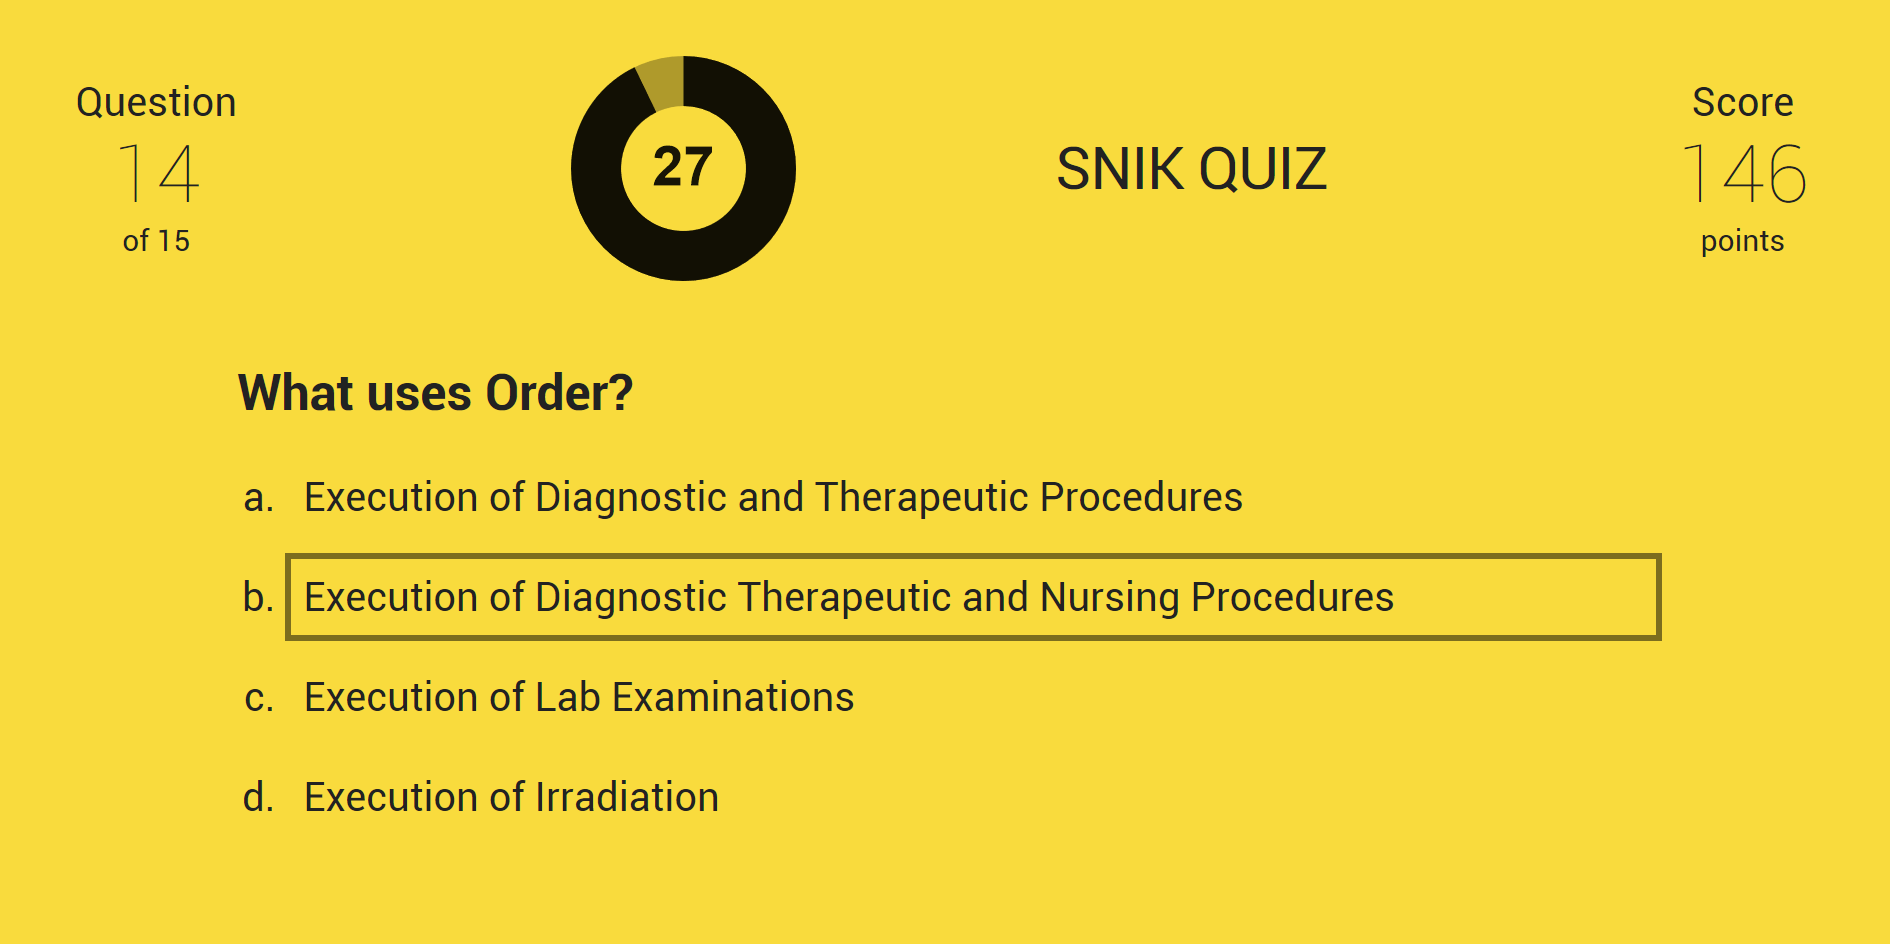 Question
14
of 15
27
SNIK QUIZ
Score
146
points
What uses Order?
a. Execution of Diagnostic and Therapeutic Procedures
b. Execution of Diagnostic Therapeutic and Nursing Procedures
c. Execution of Lab Examinations
d. Execution of Irradiation